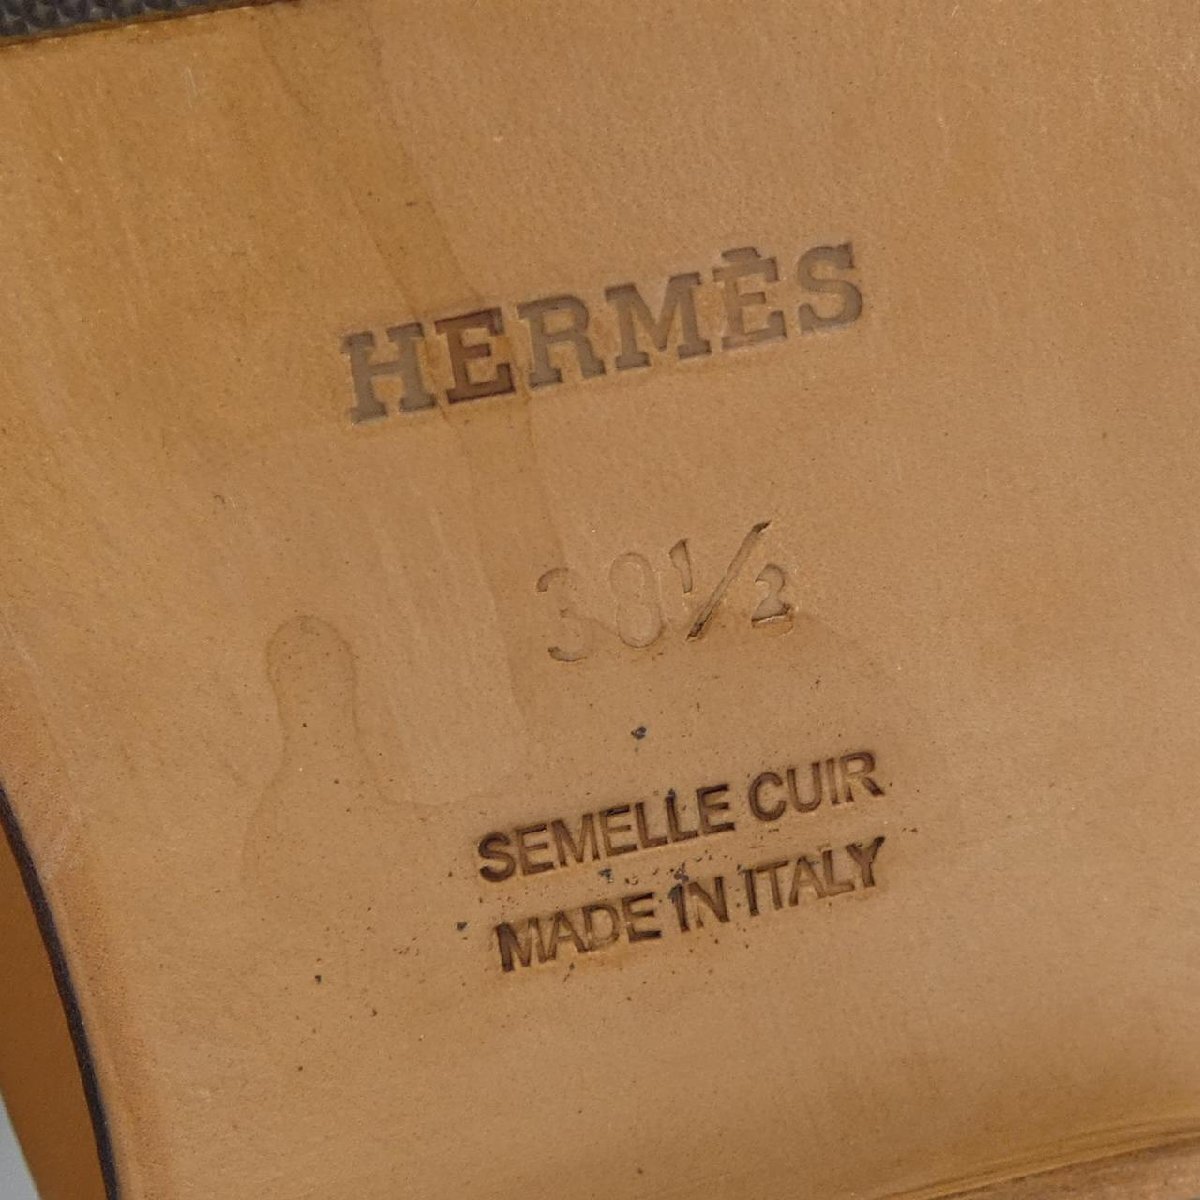 HERMÈS
38½
SEMELLE CUIR
MADE IN ITALY